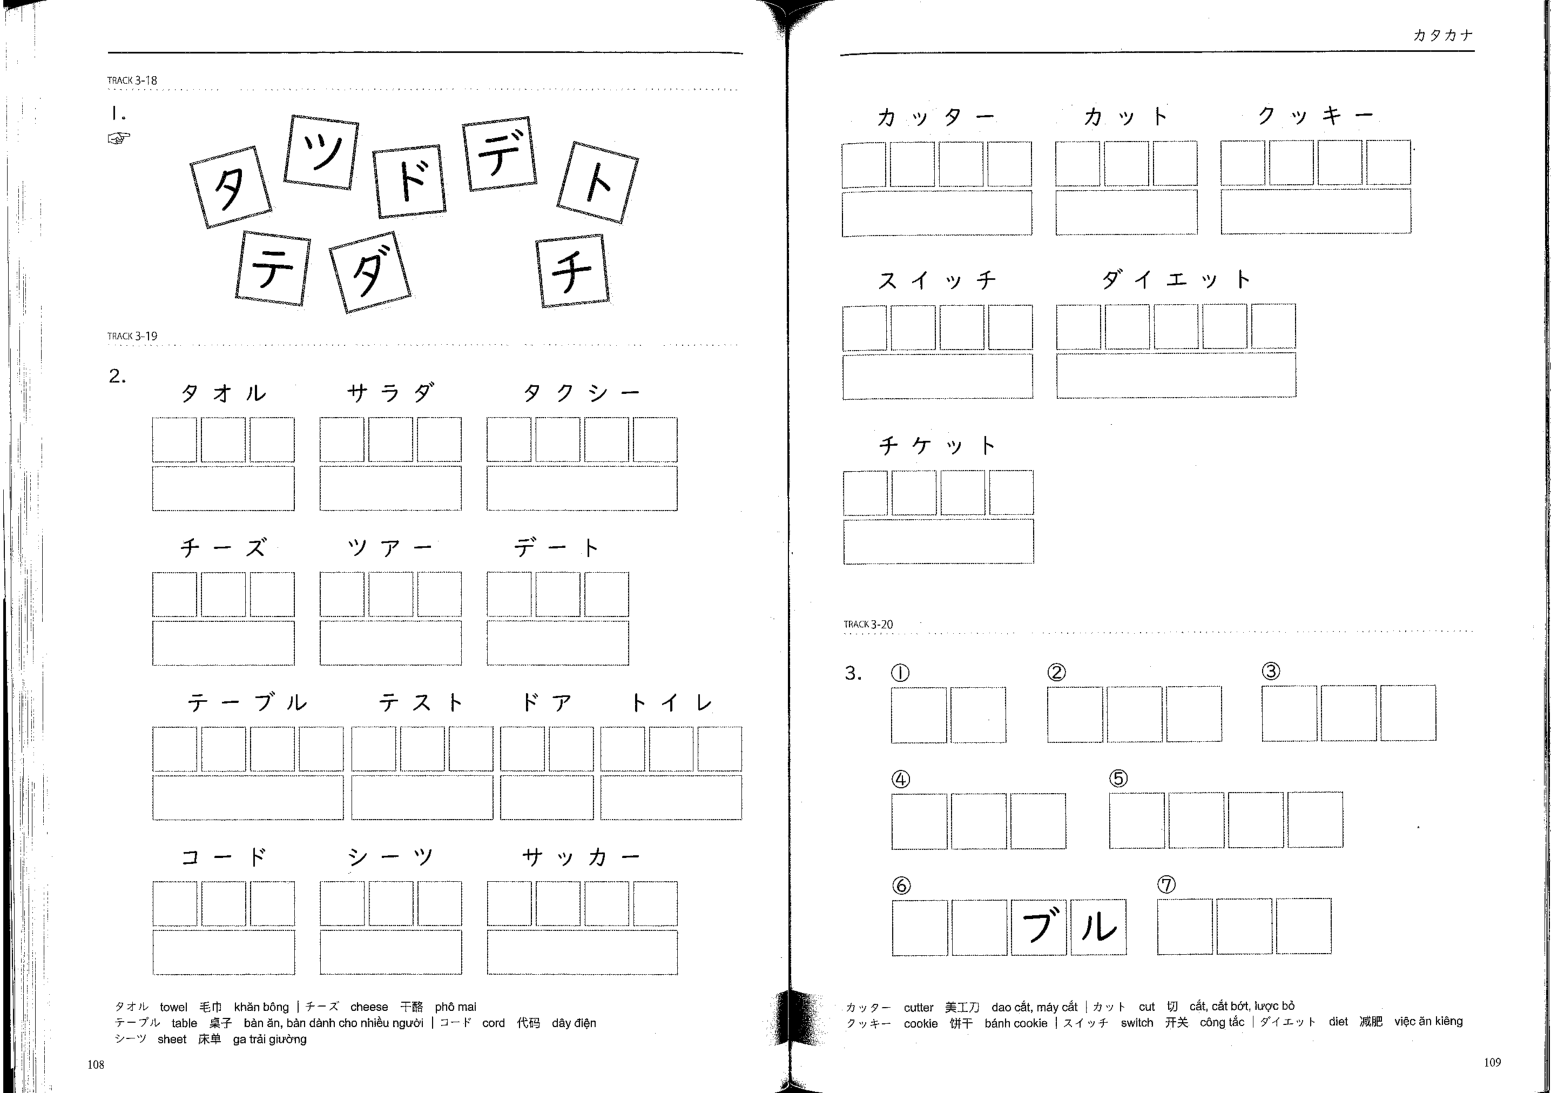 TRACK 3-18
1.
ツ デ
タ ド ト
テ ダ チ
TRACK 3-19
2.
タオル サラダ タクシー
チーズ ツアー デート
テーブル テスト ドア トイレ
コード シーツ サッカー
タオル towel 毛巾 khăn bông | チーズ cheese 干酪 phô mai
テーブル table 桌子 bàn ăn, bàn dành cho nhiều người | コード cord 代码 dây điện
シーツ sheet 床单 ga trải giường
108
カタカナ
カッター カット クッキー
スイッチ ダイエット
チケット
TRACK 3-20
3. ① ② ③
④ ⑤
⑥ ⑦
ブル
カッター cutter 美工刀 dao cắt, máy cắt | カット cut 切 cắt, cắt bớt, lược bỏ
クッキー cookie 饼干 bánh cookie | スイッチ switch 开关 công tắc | ダイエット diet 减肥 việc ăn kiêng
109